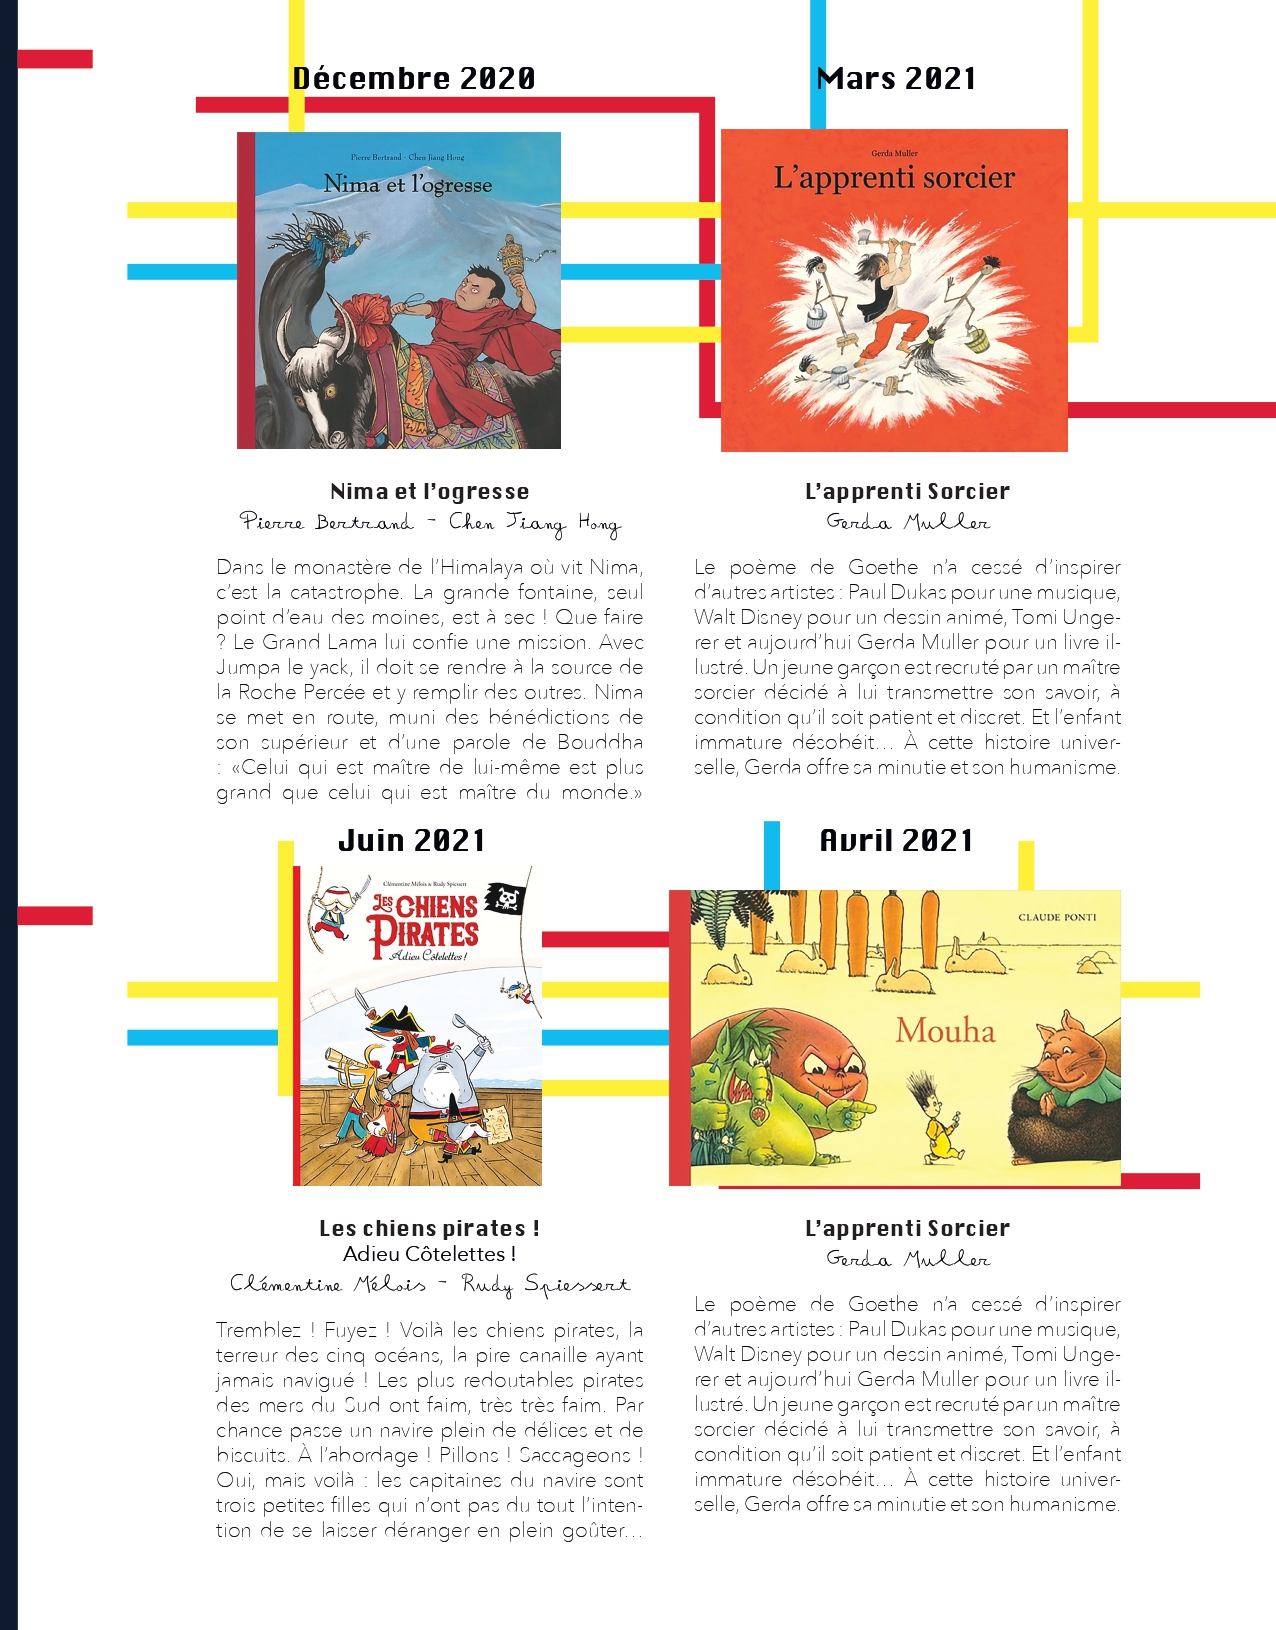 Décembre 2020
Pierre Bertrand - Chen Jiang Hong
Nima et l'ogresse
Nima et l'ogresse
Pierre Bertrand - Chen Jiang Hong
Dans le monastère de l'Himalaya où vit Nima,
c'est la catastrophe. La grande fontaine, seul
point d'eau des moines, est à sec ! Que faire
? Le Grand Lama lui confie une mission. Avec
Jumpa le yack, il doit se rendre à la source de
la Roche Percée et y remplir des outres. Nima
se met en route, muni des bénédictions de
son supérieur et d'une parole de Bouddha
: «Celui qui est maître de lui-même est plus
grand que celui qui est maître du monde.»
Mars 2021
Gerda Muller
L'apprenti sorcier
L'apprenti Sorcier
Gerda Muller
Le poème de Goethe n'a cessé d'inspirer
d'autres artistes : Paul Dukas pour une musique,
Walt Disney pour un dessin animé, Tomi Unge-
rer et aujourd'hui Gerda Muller pour un livre il-
lustré. Un jeune garçon est recruté par un maître
sorcier décidé à lui transmettre son savoir, à
condition qu'il soit patient et discret. Et l'enfant
immature désobéit... À cette histoire univer-
selle, Gerda offre sa minutie et son humanisme.
Juin 2021
Clémentine Mélois & Rudy Spiessert
LES CHIENS
PIRATES
Adieu Côtelettes !
Les chiens pirates !
Adieu Côtelettes !
Clémentine Mélois - Rudy Spiessert
Tremblez ! Fuyez ! Voilà les chiens pirates, la
terreur des cinq océans, la pire canaille ayant
jamais navigué ! Les plus redoutables pirates
des mers du Sud ont faim, très très faim. Par
chance passe un navire plein de délices et de
biscuits. À l'abordage ! Pillons ! Saccageons !
Oui, mais voilà : les capitaines du navire sont
trois petites filles qui n'ont pas du tout l'inten-
tion de se laisser déranger en plein goûter...
Avril 2021
CLAUDE PONTI
Mouha
L'apprenti Sorcier
Gerda Muller
Le poème de Goethe n'a cessé d'inspirer
d'autres artistes : Paul Dukas pour une musique,
Walt Disney pour un dessin animé, Tomi Unge-
rer et aujourd'hui Gerda Muller pour un livre il-
lustré. Un jeune garçon est recruté par un maître
sorcier décidé à lui transmettre son savoir, à
condition qu'il soit patient et discret. Et l'enfant
immature désobéit... À cette histoire univer-
selle, Gerda offre sa minutie et son humanisme.